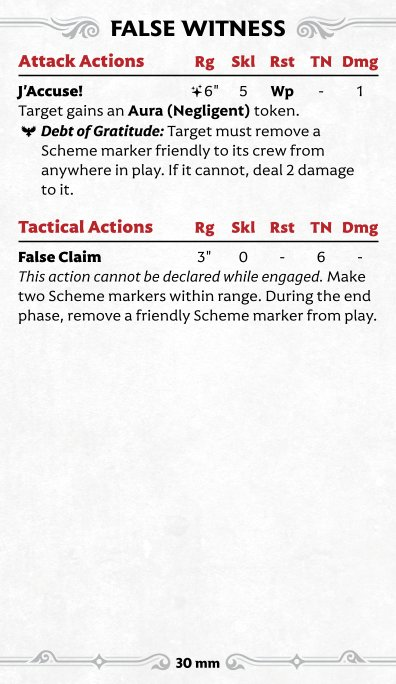 FALSE WITNESS
Attack Actions Rg Skl Rst TN Dmg
J'Accuse! 6" 5 Wp - 1
Target gains an Aura (Negligent) token.
Debt of Gratitude: Target must remove a
Scheme marker friendly to its crew from
anywhere in play. If it cannot, deal 2 damage
to it.
Tactical Actions Rg Skl Rst TN Dmg
False Claim 3" 0 - 6 -
This action cannot be declared while engaged. Make
two Scheme markers within range. During the end
phase, remove a friendly Scheme marker from play.
30 mm